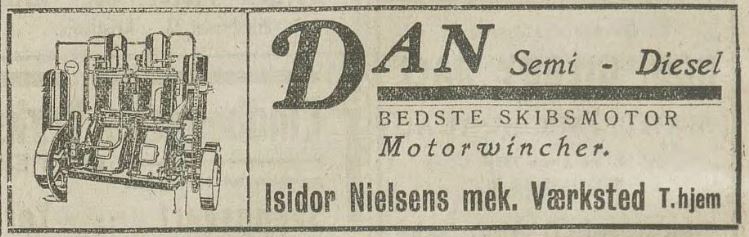 DAN Semi - Diesel
BEDSTE SKIBSMOTOR
Motorwincher.
Isidor Nielsens mek. Værksted T.hjem